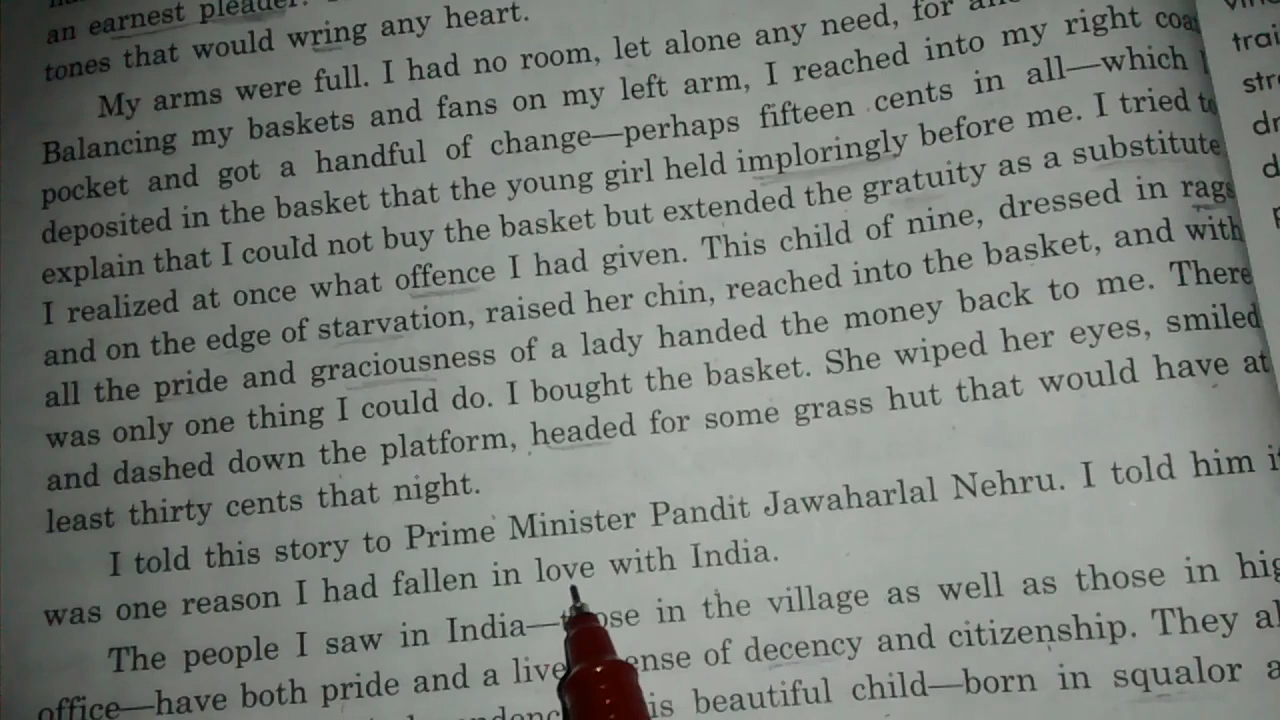 an earnest pleader.
tones that would wring any heart.
My arms were full. I had no room, let alone any need, for
Balancing my baskets and fans on my left arm, I reached into my right
pocket and got a handful of change—perhaps fifteen cents in all—which I
deposited in the basket that the young girl held imploringly before me. I tried to
explain that I could not buy the basket but extended the gratuity as a substitute
I realized at once what offence I had given. This child of nine, dressed in rags
and on the edge of starvation, raised her chin, reached into the basket, and with
all the pride and graciousness of a lady handed the money back to me. There
was only one thing I could do. I bought the basket. She wiped her eyes, smiled
and dashed down the platform, headed for some grass hut that would have at
least thirty cents that night.
I told this story to Prime Minister Pandit Jawaharlal Nehru. I told him
was one reason I had fallen in love with India.
The people I saw in India—those in the village as well as those in
office—have both pride and a sense of decency and citizenship. They
beautiful child—born in squalor